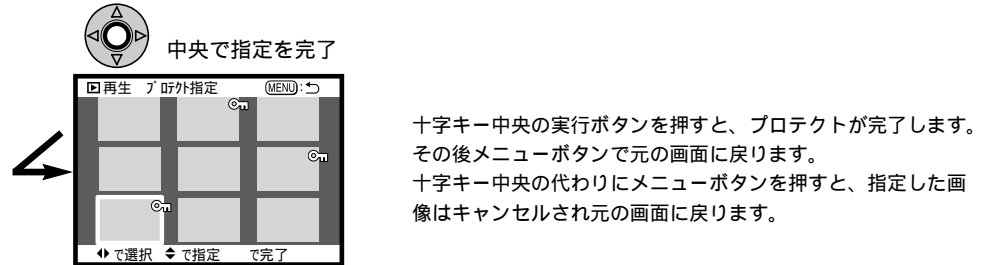 中央で指定を完了
再生 プロテクト指定 MENU:
十字キー中央の実行ボタンを押すと、プロテクトが完了します。
その後メニューボタンで元の画面に戻ります。
十字キー中央の代わりにメニューボタンを押すと、指定した画
像はキャンセルされ元の画面に戻ります。
で選択 で指定 で完了